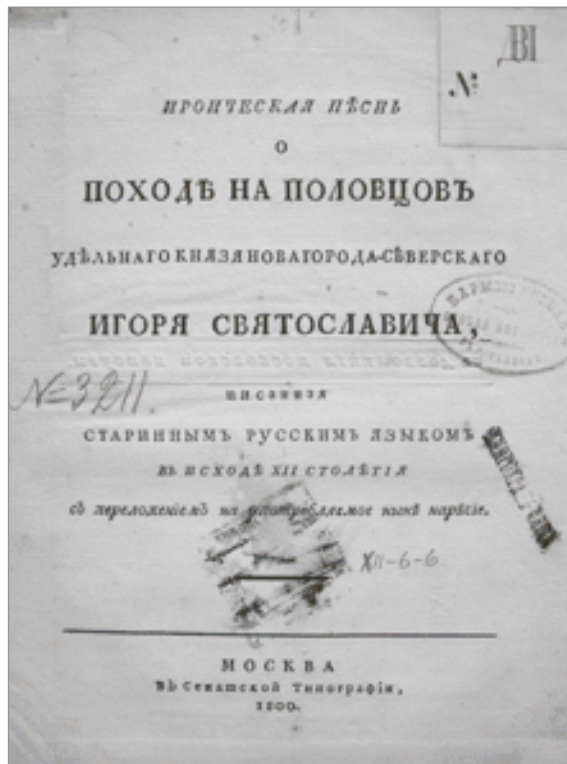 ДВІ
№
ИРОИЧЕСКАЯ ПѢСНЬ
О
ПОХОДѢ НА ПОЛОВЦОВЪ
УДѢЛЬНАГО КНЯЗЯ НОВАГОРОДА-СѢВЕРСКАГО
ИГОРЯ СВЯТОСЛАВИЧА,
№ 3211.
писанная
СТАРИННЫМЪ РУССКИМЪ ЯЗЫКОМЪ
ВЪ ИСХОДѢ XII СТОЛѢТІЯ
съ переложеніемъ на употребляемое нынѣ нарѣчіе.
XII-6-6
МОСКВА
Въ Сенатской Типографіи,
1800.